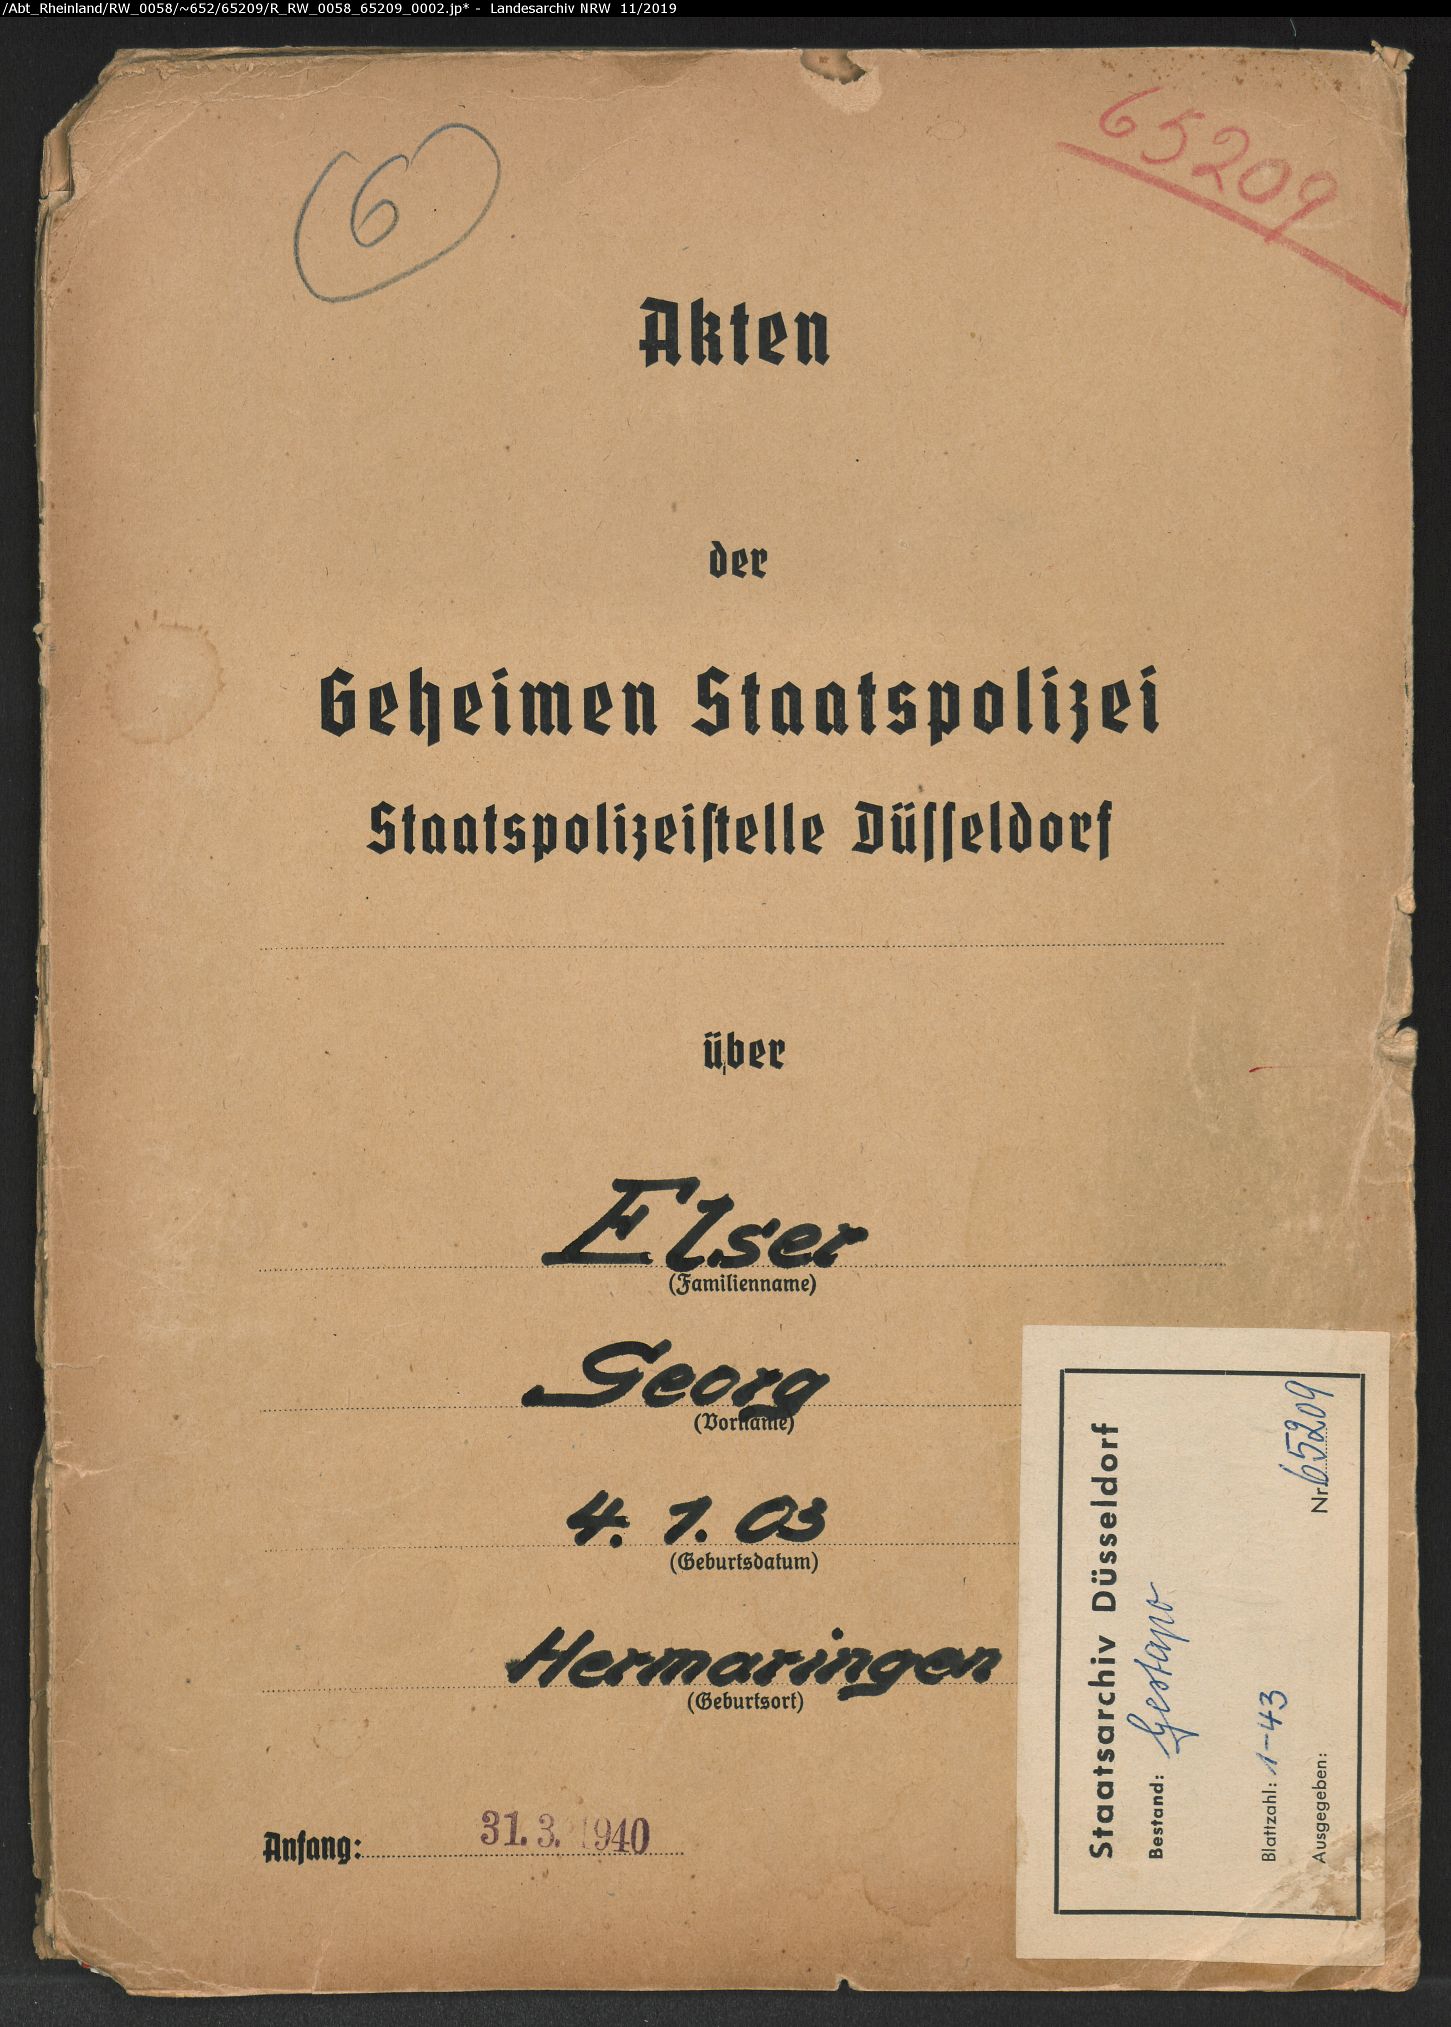 /Abt_Rheinland/RW_0058/~652/65209/R_RW_0058_65209_0002.jp* - Landesarchiv NRW 11/2019
65209
6
Akten
der
Geheimen Staatspolizei
Staatspolizeiſtelle Düſſeldorf
über
Elser
(Familienname)
Georg
(Vorname)
4. 1. 03
(Geburtsdatum)
Hermaringen
(Geburtsort)
Anfang: 31. 3. 1940
Staatsarchiv Düsseldorf
Bestand: Gestapo
Nr. 65209
Blattzahl: 1-43
Ausgegeben: